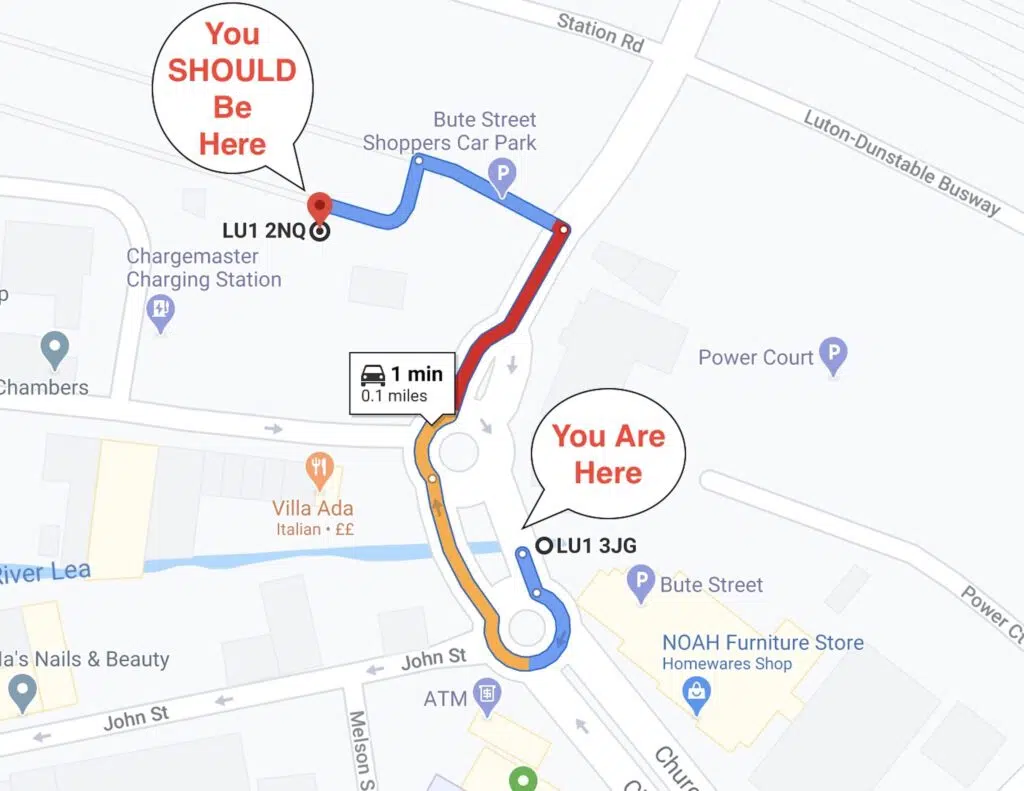 You
SHOULD
Be
Here
Station Rd
Bute Street
Shoppers Car Park
P
Luton-Dunstable Busway
LU1 2NQ
Chargemaster
Charging Station
p
Chambers
1 min
0.1 miles
Power Court
P
You Are
Here
Villa Ada
Italian • ££
LU1 3JG
River Lea
P
Bute Street
Power Ct
NOAH Furniture Store
Homewares Shop
la's Nails & Beauty
John St
ATM
$
John St
Melson S
Churc